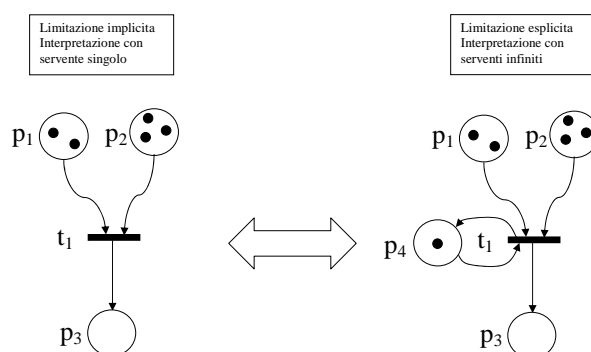 Limitazione implicita
Interpretazione con
servente singolo
Limitazione esplicita
Interpretazione con
serventi infiniti
p1
p2
t1
p3
p1
p2
p4
t1
p3